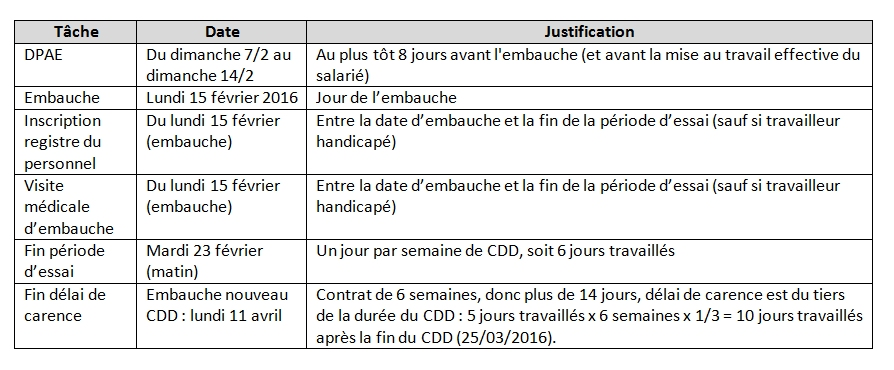 Tâche Date Justification
DPAE Du dimanche 7/2 au Au plus tôt 8 jours avant l'embauche (et avant la mise au travail effective du
dimanche 14/2 salarié)
Embauche Lundi 15 février 2016 Jour de l’embauche
Inscription Du lundi 15 février Entre la date d’embauche et la fin de la période d’essai (sauf si travailleur
registre du (embauche) handicapé)
personnel
Visite Du lundi 15 février Entre la date d’embauche et la fin de la période d’essai (sauf si travailleur
médicale (embauche) handicapé)
d’embauche
Fin période Mardi 23 février Un jour par semaine de CDD, soit 6 jours travaillés
d’essai (matin)
Fin délai de Embauche nouveau Contrat de 6 semaines, donc plus de 14 jours, délai de carence est du tiers
carence CDD : lundi 11 avril de la durée du CDD : 5 jours travaillés x 6 semaines x 1/3 = 10 jours travaillés
après la fin du CDD (25/03/2016).